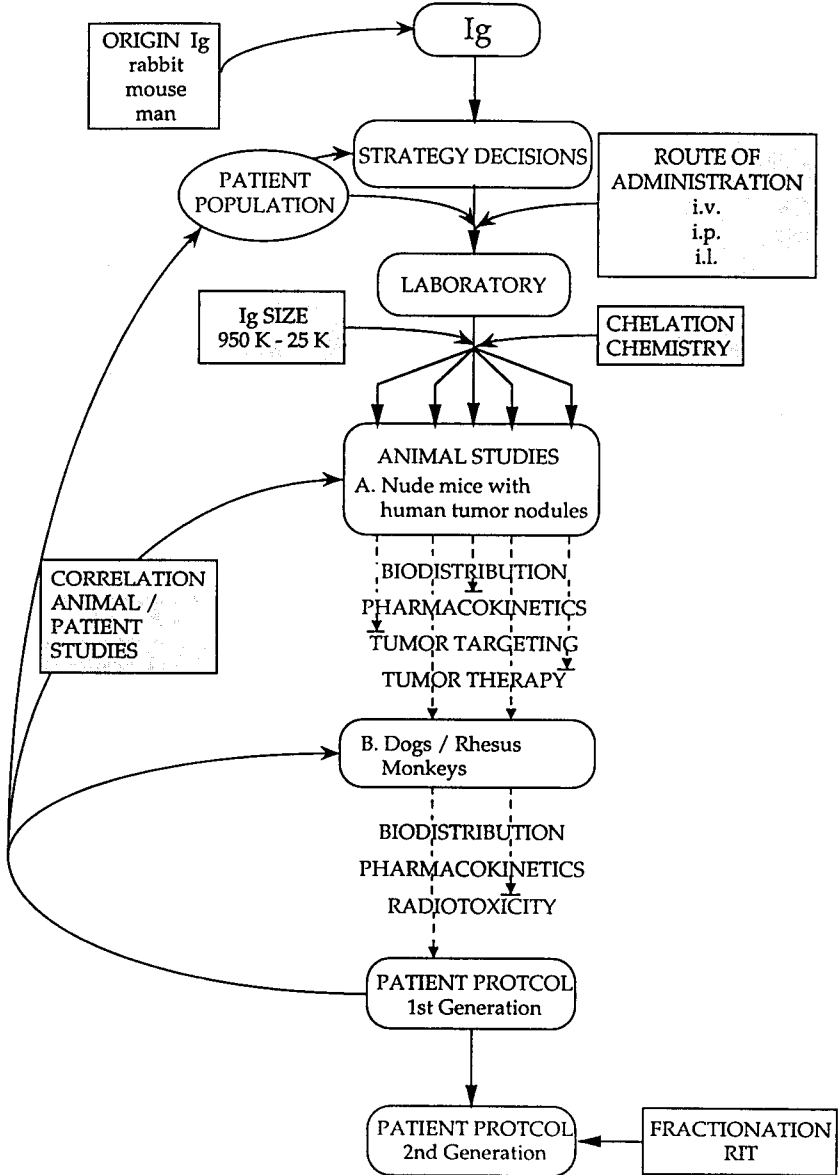 Ig
ORIGIN Ig
rabbit
mouse
man
STRATEGY DECISIONS
PATIENT
POPULATION
ROUTE OF
ADMINISTRATION
i.v.
i.p.
i.l.
LABORATORY
Ig SIZE
950 K - 25 K
CHELATION
CHEMISTRY
ANIMAL STUDIES
A. Nude mice with
human tumor nodules
CORRELATION
ANIMAL /
PATIENT
STUDIES
BIODISTRIBUTION
PHARMACOKINETICS
TUMOR TARGETING
TUMOR THERAPY
B. Dogs / Rhesus
Monkeys
BIODISTRIBUTION
PHARMACOKINETICS
RADIOTOXICITY
PATIENT PROTCOL
1st Generation
PATIENT PROTCOL
2nd Generation
FRACTIONATION
RIT